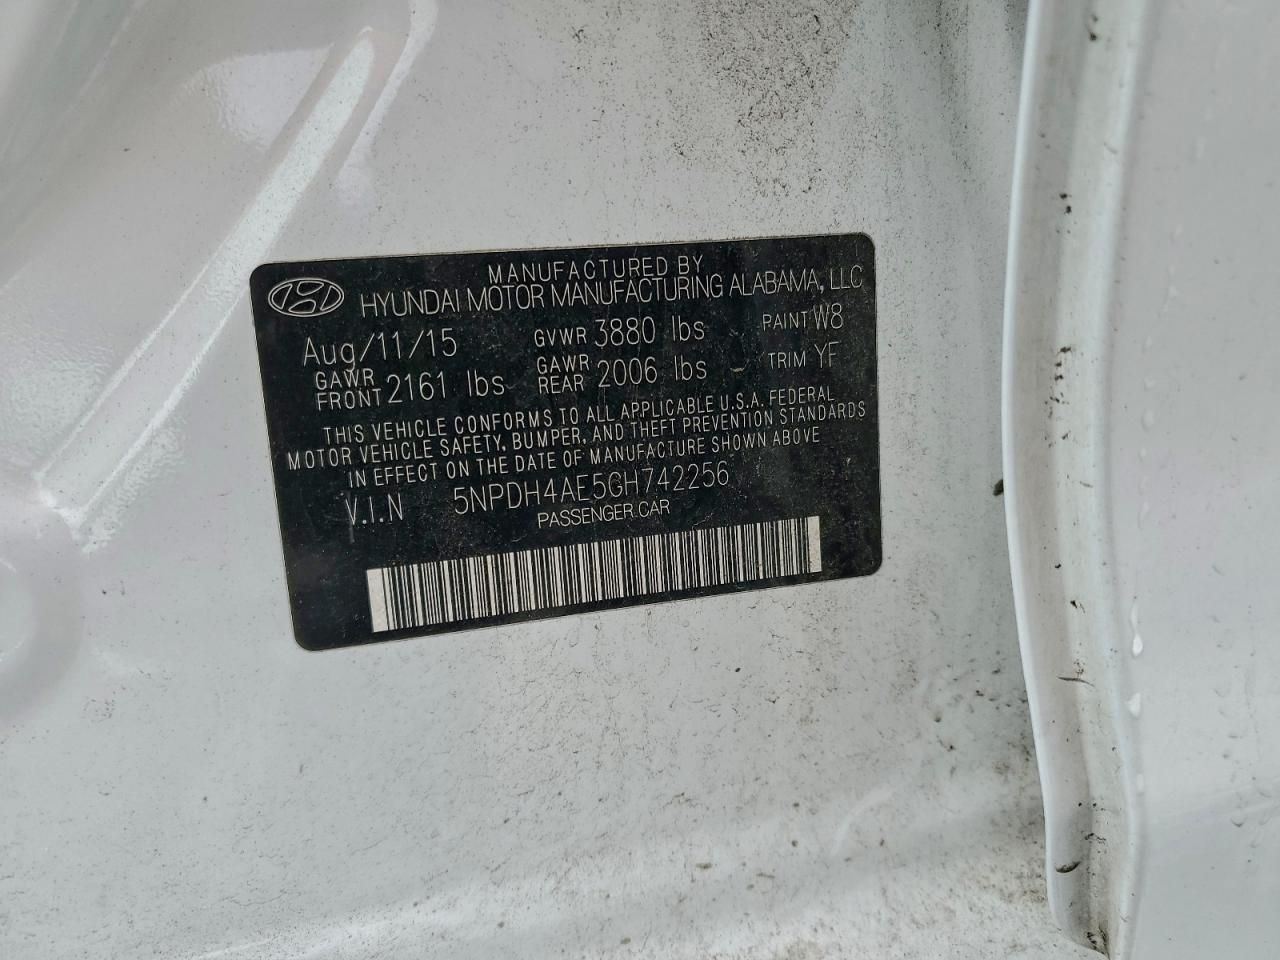 MANUFACTURED BY
HYUNDAI MOTOR MANUFACTURING ALABAMA, LLC
Aug/11/15 GVWR 3880 lbs PAINT W8
GAWR FRONT 2161 lbs GAWR REAR 2006 lbs TRIM YF
THIS VEHICLE CONFORMS TO ALL APPLICABLE U.S.A. FEDERAL
MOTOR VEHICLE SAFETY, BUMPER, AND THEFT PREVENTION STANDARDS
IN EFFECT ON THE DATE OF MANUFACTURE SHOWN ABOVE
V.I.N 5NPDH4AE5GH742256
PASSENGER CAR